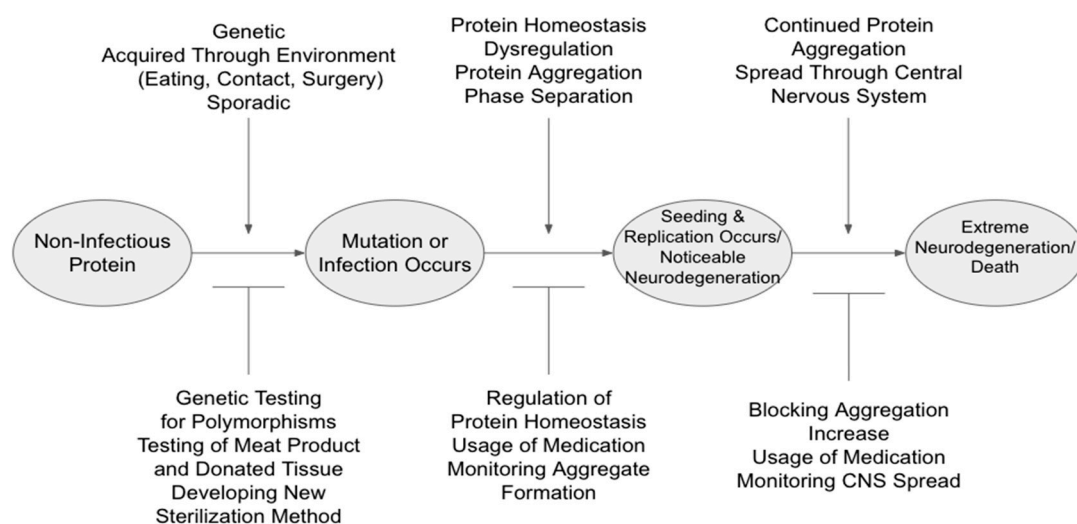 Genetic
Acquired Through Environment
(Eating, Contact, Surgery)
Sporadic
Protein Homeostasis
Dysregulation
Protein Aggregation
Phase Separation
Continued Protein
Aggregation
Spread Through Central
Nervous System
Non-Infectious
Protein
Mutation or
Infection Occurs
Seeding &
Replication Occurs/
Noticeable
Neurodegeneration
Extreme
Neurodegeneration/
Death
Genetic Testing
for Polymorphisms
Testing of Meat Product
and Donated Tissue
Developing New
Sterilization Method
Regulation of
Protein Homeostasis
Usage of Medication
Monitoring Aggregate
Formation
Blocking Aggregation
Increase
Usage of Medication
Monitoring CNS Spread